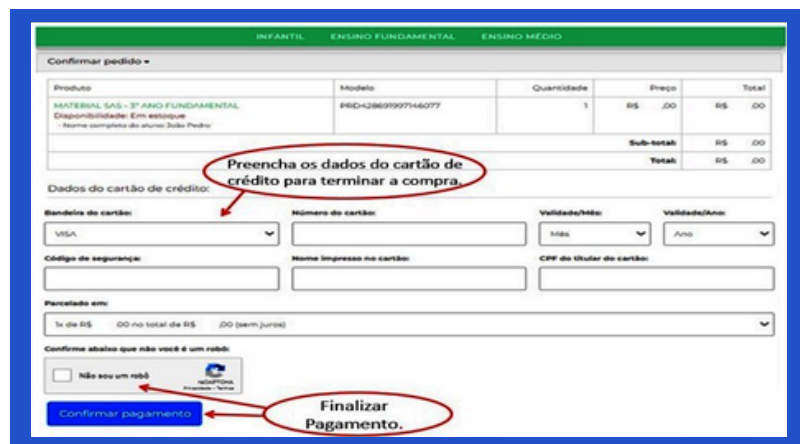 INFANTIL ENSINO FUNDAMENTAL ENSINO MÉDIO
Confirmar pedido
Produto Modelo Quantidade Preço Total
MATERIAL SAS - 3º ANO FUNDAMENTAL PRD428691997146077 1 R$ ,00 R$ ,00
Disponibilidade: Em estoque
- Nome completo do aluno: João Pedro
Sub-total: R$ ,00
Total: R$ ,00
Preencha os dados do cartão de
crédito para terminar a compra.
Dados do cartão de crédito:
Bandeira do cartão: Número do cartão: Validade/Mês: Validade/Ano:
VISA Mês Ano
Código de segurança: Nome impresso no cartão: CPF do titular do cartão:
Parcelado em:
1x de R$ 00 no total de R$ ,00 (sem juros)
Confirme abaixo que não você é um robô:
Não sou um robô
reCAPTCHA
Privacidade - Termos
Confirmar pagamento
Finalizar
Pagamento.